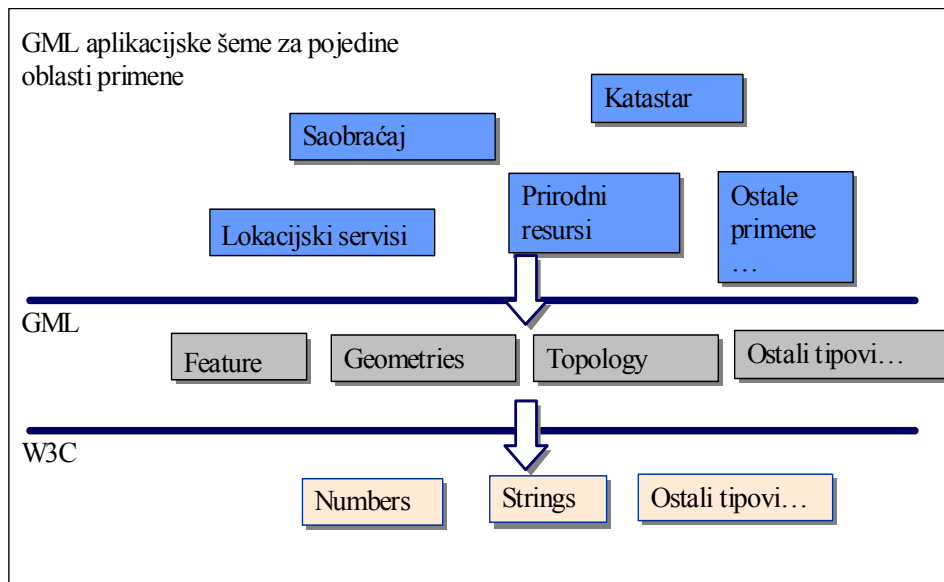 GML aplikacijske šeme za pojedine
oblasti primene
Katastar
Saobraćaj
Prirodni
resursi
Ostale
primene
…
Lokacijski servisi
GML
Feature
Geometries
Topology
Ostali tipovi…
W3C
Numbers
Strings
Ostali tipovi…